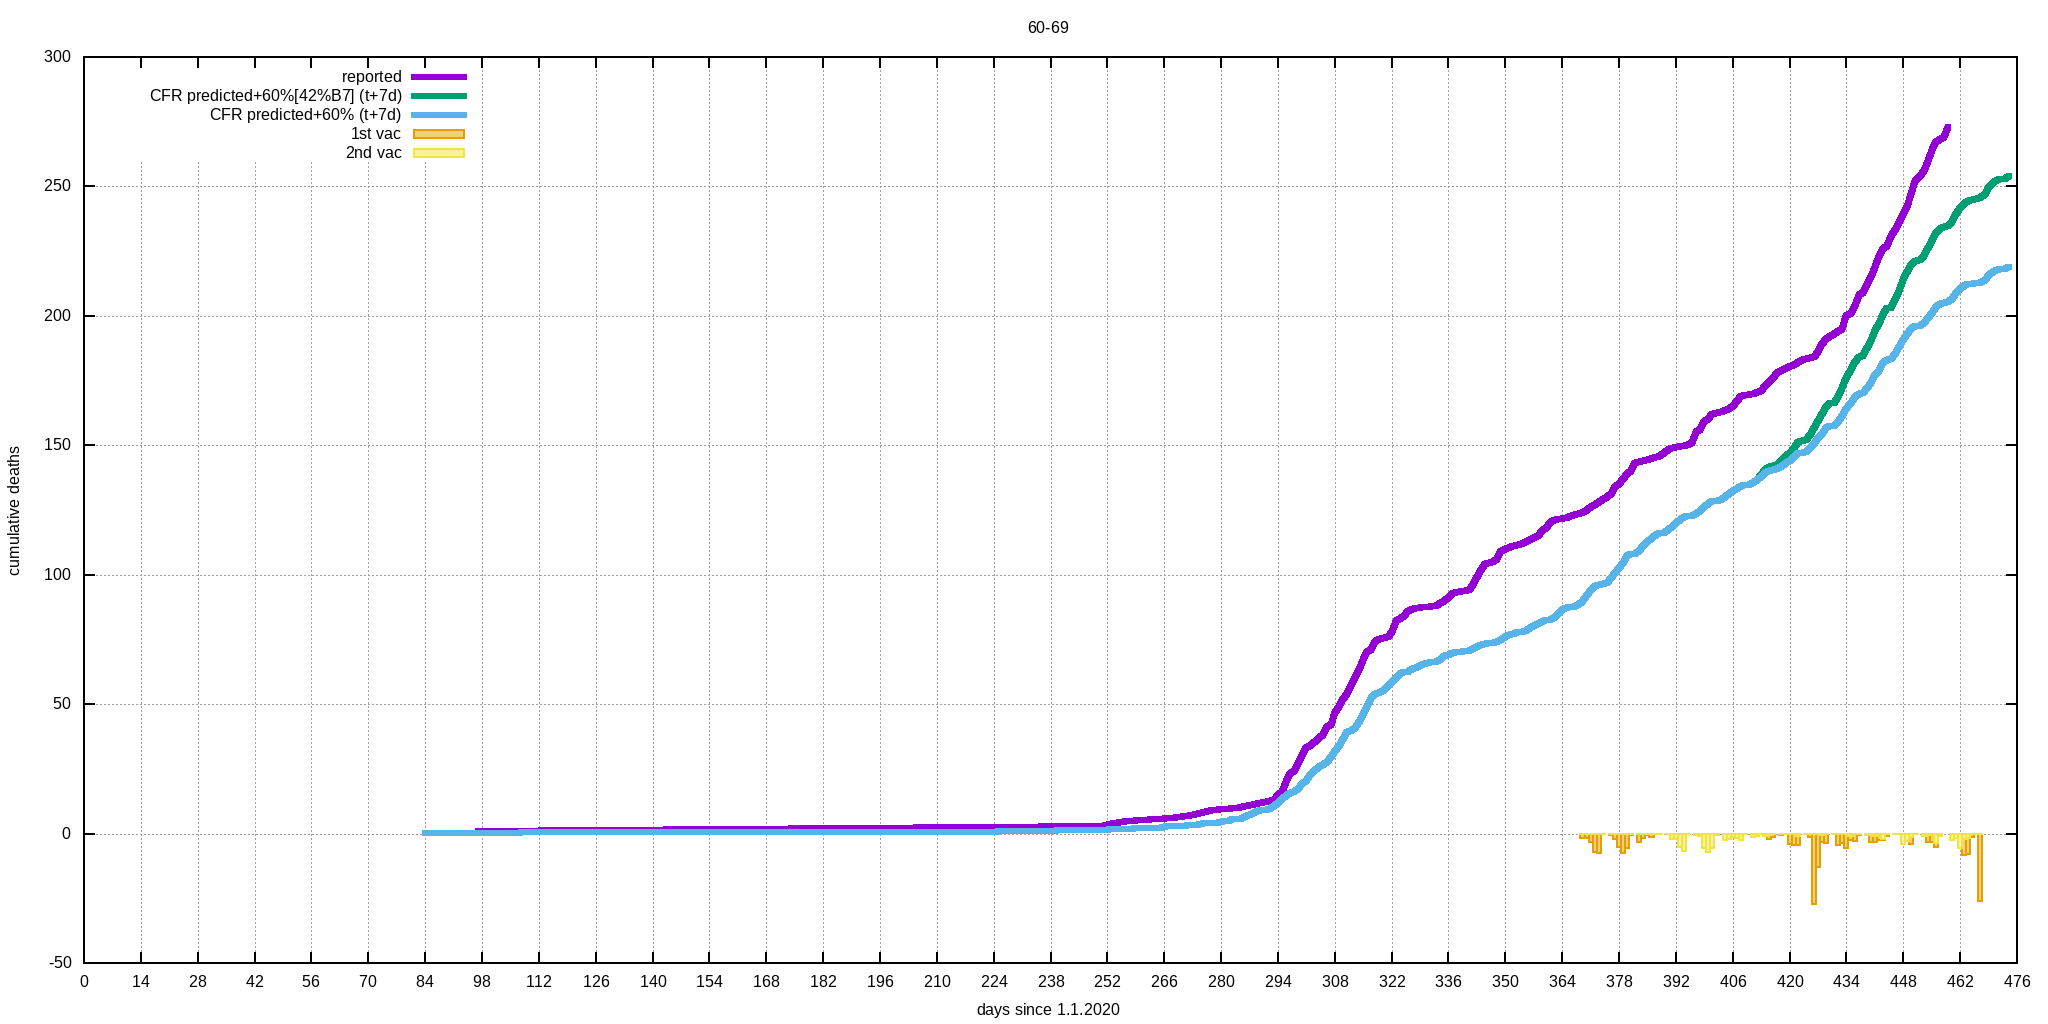 60-69
300
250
200
150
100
50
0
-50
cumulative deaths
reported
CFR predicted+60%[42%B7] (t+7d)
CFR predicted+60% (t+7d)
1st vac
2nd vac
0 14 28 42 56 70 84 98 112 126 140 154 168 182 196 210 224 238 252 266 280 294 308 322 336 350 364 378 392 406 420 434 448 462 476
days since 1.1.2020